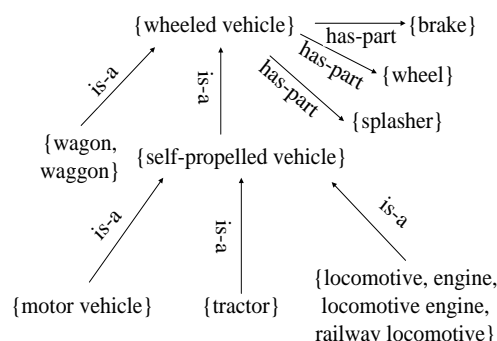 {wheeled vehicle}
has-part
{brake}
has-part
{wheel}
is-a
is-a
has-part
{splasher}
{wagon,
waggon}
{self-propelled vehicle}
is-a
is-a
is-a
{motor vehicle}
{tractor}
{locomotive, engine,
locomotive engine,
railway locomotive}